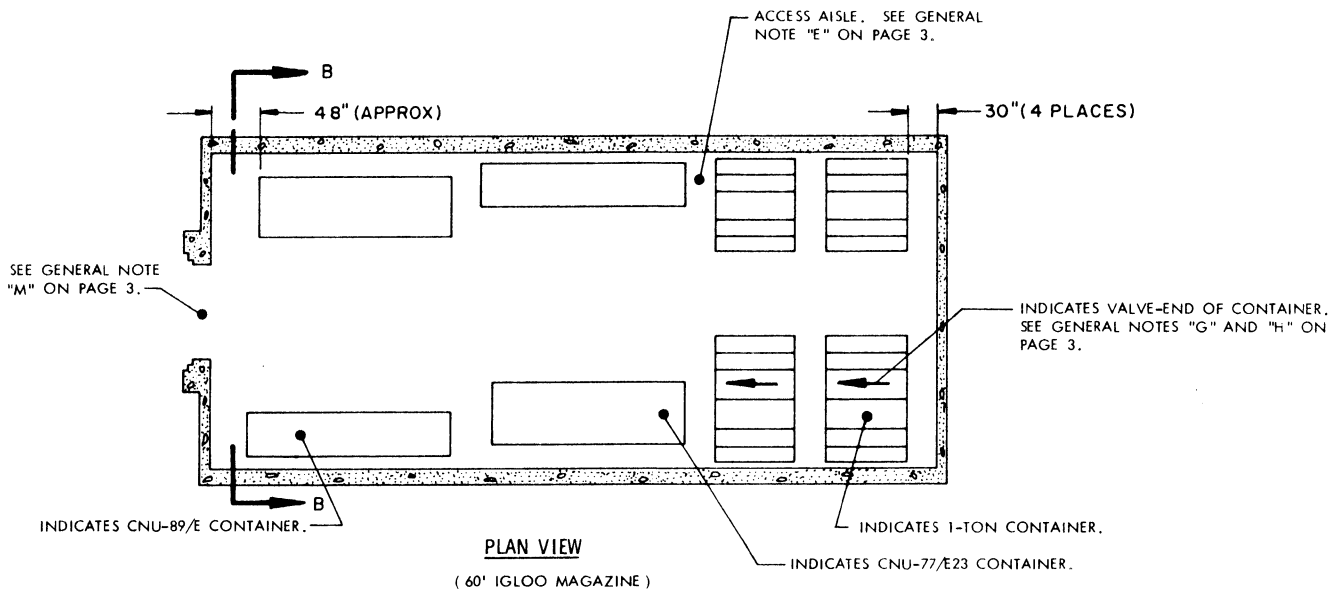 ACCESS AISLE. SEE GENERAL
NOTE "E" ON PAGE 3.
B
48" (APPROX)
30" (4 PLACES)
SEE GENERAL NOTE
"M" ON PAGE 3.
INDICATES VALVE-END OF CONTAINER.
SEE GENERAL NOTES "G" AND "H" ON
PAGE 3.
B
INDICATES CNU-89/E CONTAINER.
INDICATES 1-TON CONTAINER.
PLAN VIEW
INDICATES CNU-77/E23 CONTAINER.
(60' IGLOO MAGAZINE)